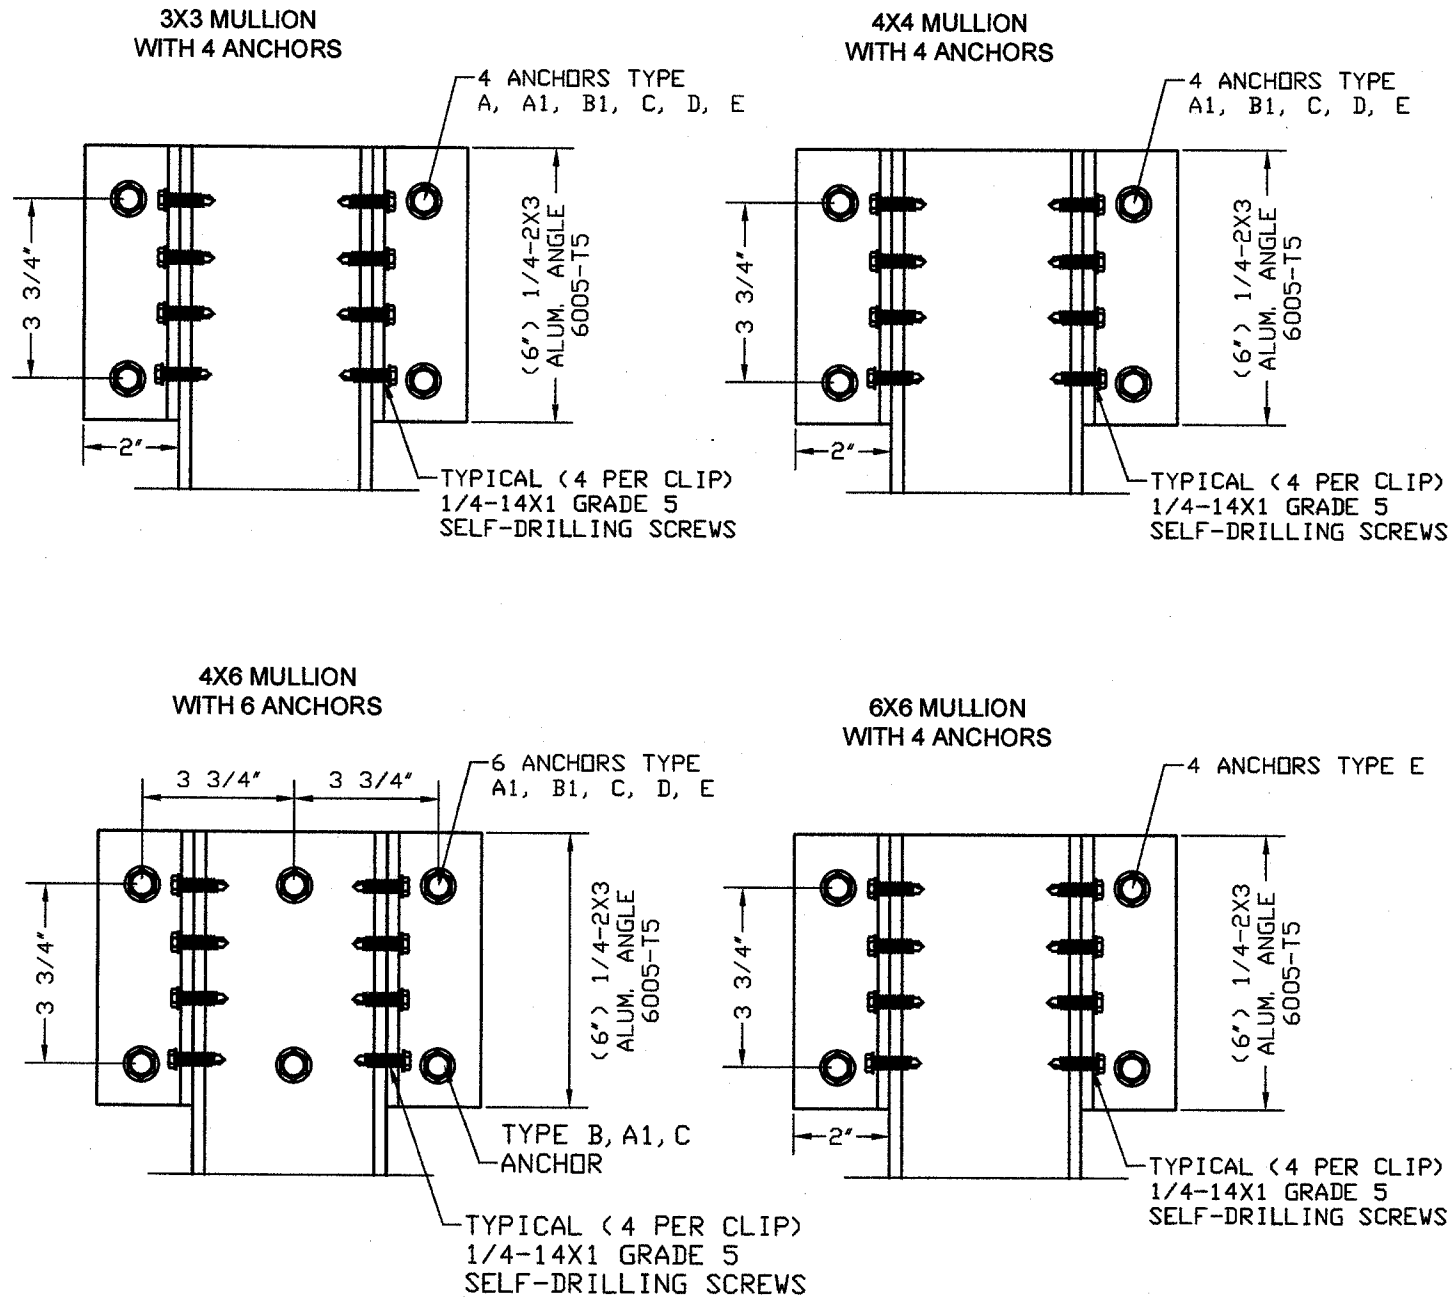 3X3 MULLION
WITH 4 ANCHORS
4 ANCHORS TYPE
A, A1, B1, C, D, E
3 3/4"
2"
(6") 1/4-2X3
ALUM. ANGLE
6005-T5
TYPICAL (4 PER CLIP)
1/4-14X1 GRADE 5
SELF-DRILLING SCREWS
4X4 MULLION
WITH 4 ANCHORS
4 ANCHORS TYPE
A1, B1, C, D, E
3 3/4"
2"
(6") 1/4-2X3
ALUM. ANGLE
6005-T5
TYPICAL (4 PER CLIP)
1/4-14X1 GRADE 5
SELF-DRILLING SCREWS
4X6 MULLION
WITH 6 ANCHORS
3 3/4"
3 3/4"
6 ANCHORS TYPE
A1, B1, C, D, E
3 3/4"
(6") 1/4-2X3
ALUM. ANGLE
6005-T5
TYPE B, A1, C
ANCHOR
TYPICAL (4 PER CLIP)
1/4-14X1 GRADE 5
SELF-DRILLING SCREWS
6X6 MULLION
WITH 4 ANCHORS
4 ANCHORS TYPE E
3 3/4"
2"
(6") 1/4-2X3
ALUM. ANGLE
6005-T5
TYPICAL (4 PER CLIP)
1/4-14X1 GRADE 5
SELF-DRILLING SCREWS